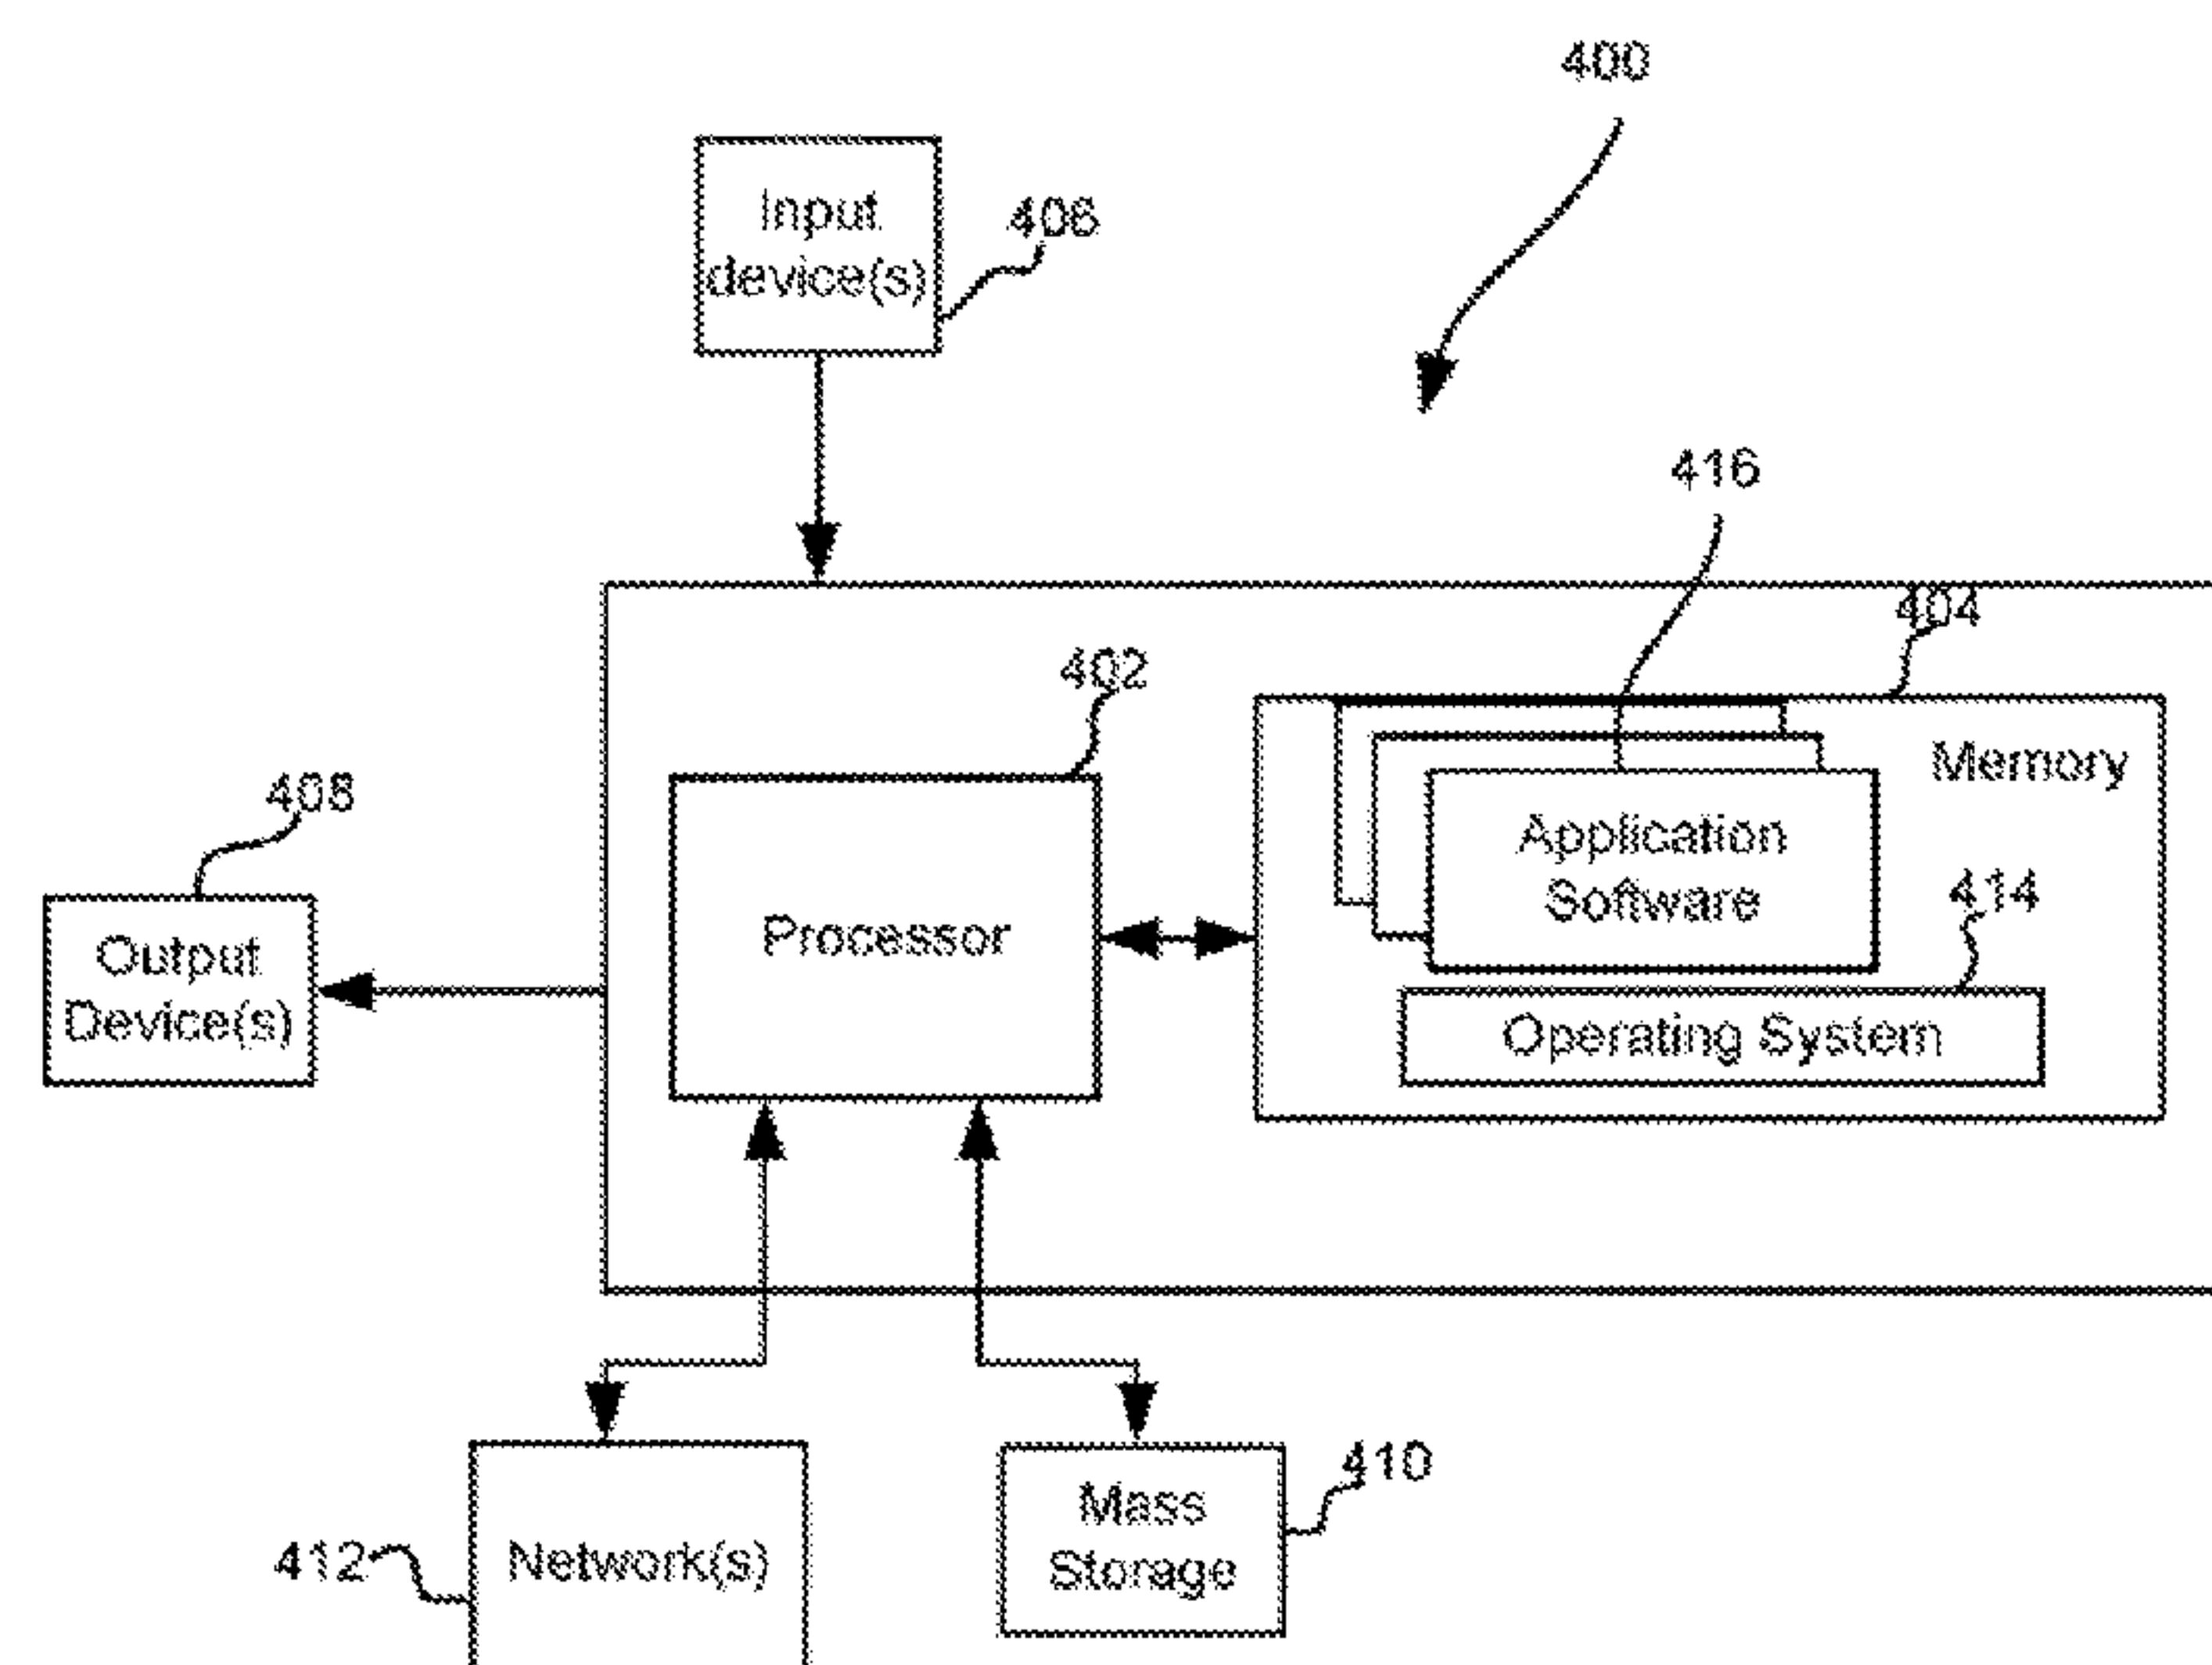 400
Input
device(s)
406
416
404
402
Memory
408
Application
Software
414
Processor
Output
Device(s)
Operating System
410
Mass
Storage
412
Network(s)